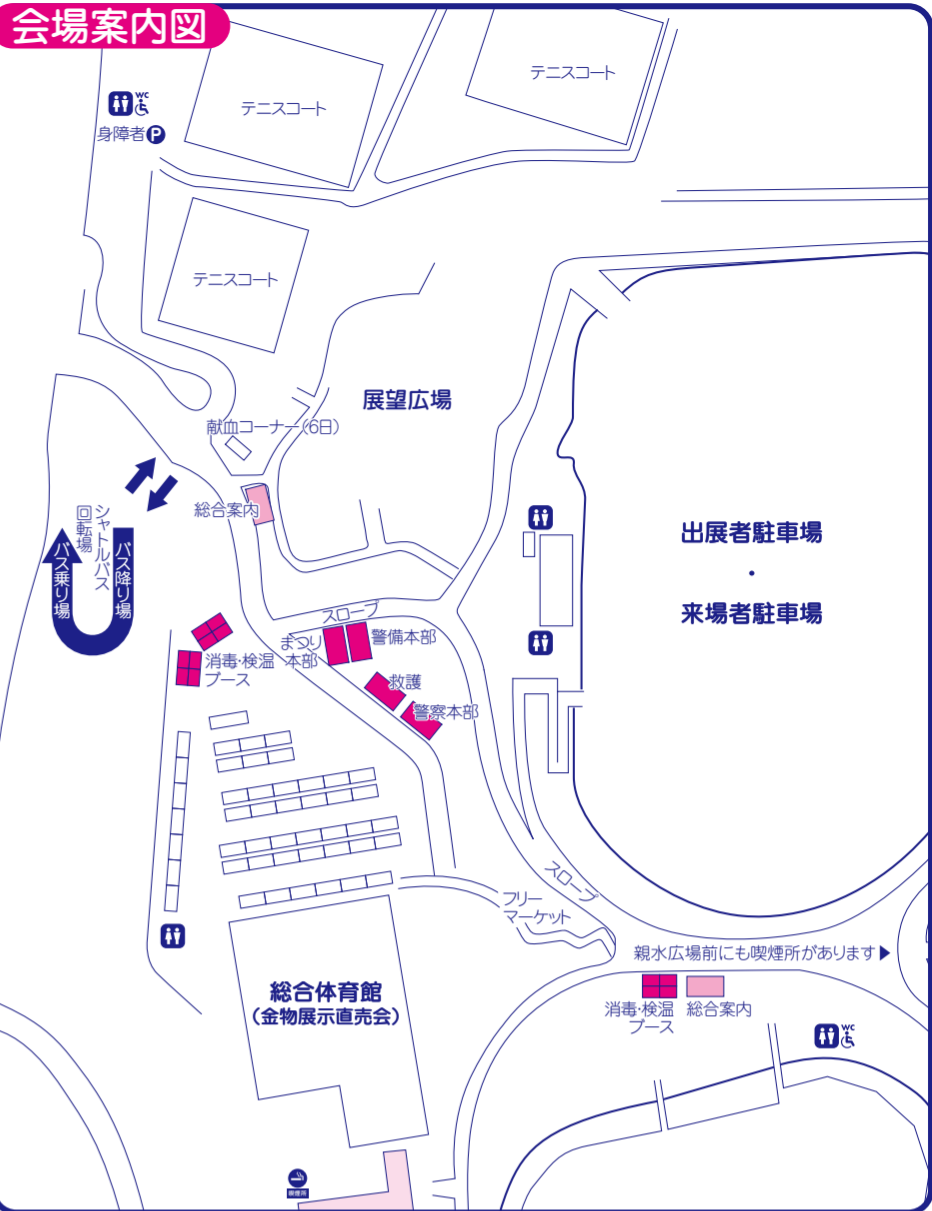 会場案内図
テニスコート
テニスコート
WC
身障者P
テニスコート
展望広場
献血コーナー(6日)
総合案内
シャトルバス
回転場
バス降り場
バス乗り場
出展者駐車場
・
来場者駐車場
スロープ
まつり
本部
警備本部
消毒・検温
ブース
救護
警察本部
スロープ
フリー
マーケット
親水広場前にも喫煙所があります▶
総合体育館
(金物展示直売会)
消毒・検温
ブース
総合案内
WC
喫煙所